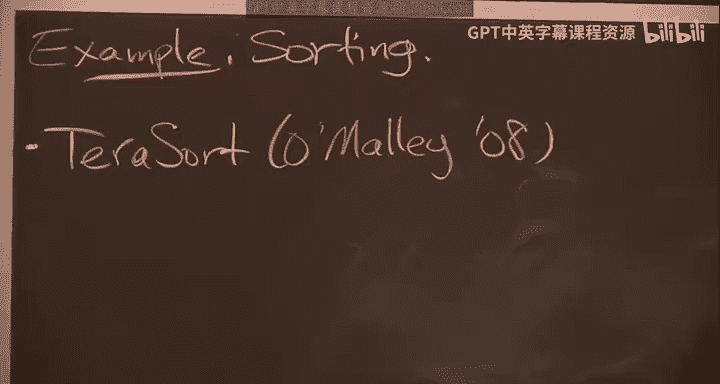 GPT中英字幕课程资源 bilibili
Example. Sorting.
· TeraSort (O'Malley '08)